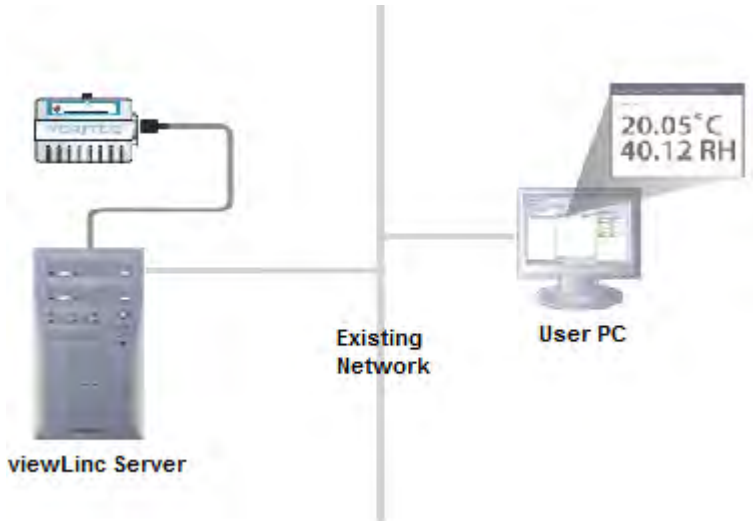 20.05°C
40.12 RH
User PC
Existing
Network
viewLinc Server